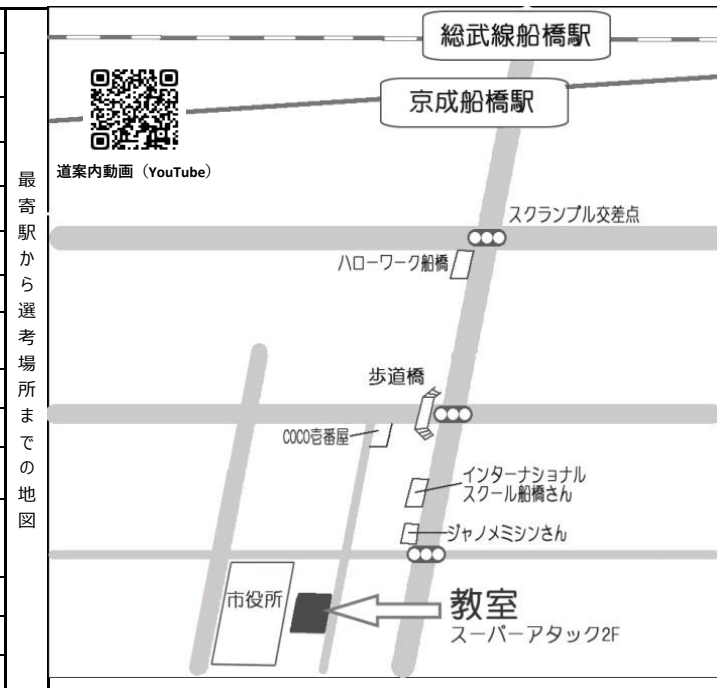 最寄駅から選考場所までの地図
総武線船橋駅
京成船橋駅
道案内動画（YouTube）
スクランブル交差点
ハローワーク船橋
歩道橋
COCO壱番屋
インターナショナル
スクール船橋さん
ジャノメミシンさん
市役所
教室
スーパーアタック2F